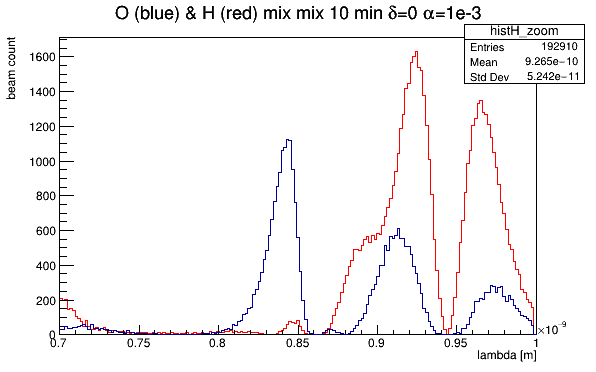 O (blue) & H (red) mix mix 10 min δ=0 α=1e-3
histH_zoom
Entries 192910
Mean 9.265e-10
Std Dev 5.242e-11
beam count
1600
1400
1200
1000
800
600
400
200
0
0.7 0.75 0.8 0.85 0.9 0.95 1
×10⁻⁹
lambda [m]